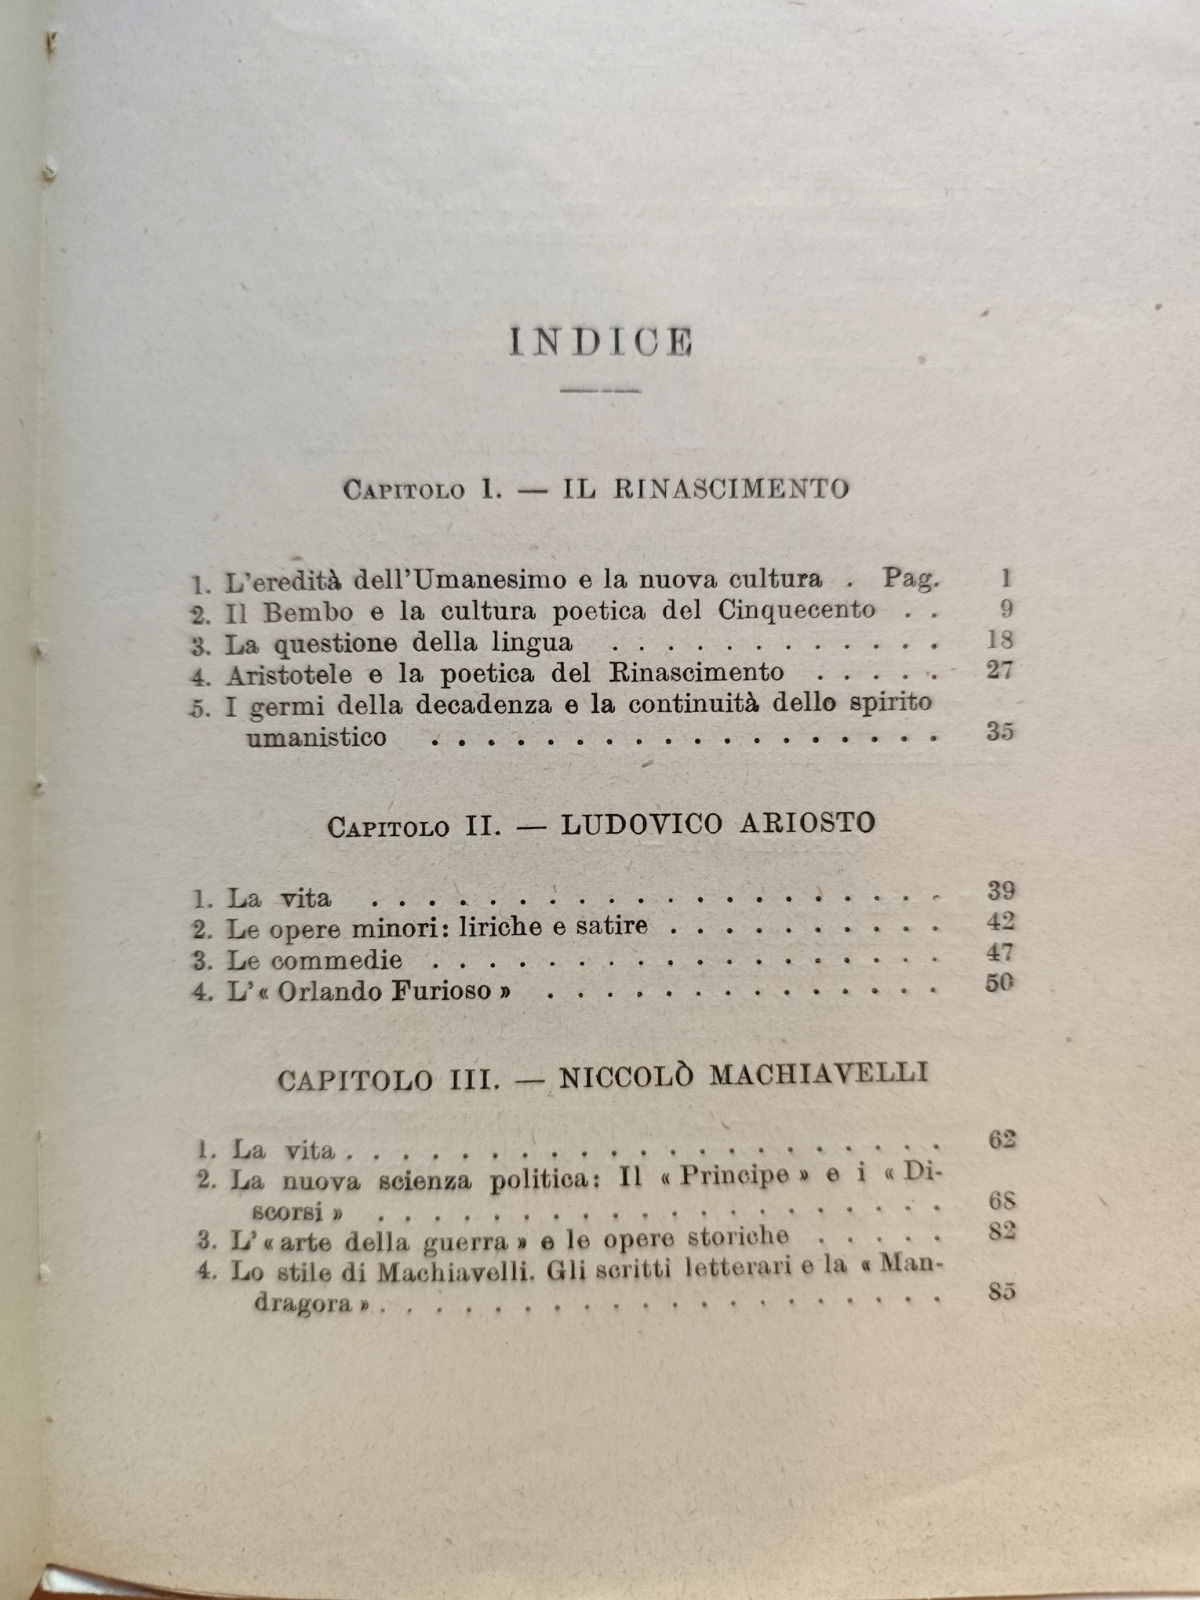 INDICE
Capitolo I. — IL RINASCIMENTO
1. L'eredità dell'Umanesimo e la nuova cultura . Pag. 1
2. Il Bembo e la cultura poetica del Cinquecento . . 9
3. La questione della lingua . . . . . . . . . . . . 18
4. Aristotele e la poetica del Rinascimento . . . . . 27
5. I germi della decadenza e la continuità dello spirito
umanistico . . . . . . . . . . . . . . . . . . 35
Capitolo II. — LUDOVICO ARIOSTO
1. La vita . . . . . . . . . . . . . . . . . . . . 39
2. Le opere minori: liriche e satire . . . . . . . . . . 42
3. Le commedie . . . . . . . . . . . . . . . . . . 47
4. L'« Orlando Furioso » . . . . . . . . . . . . . . 50
CAPITOLO III. — NICCOLÒ MACHIAVELLI
1. La vita . . . . . . . . . . . . . . . . . . . . . 62
2. La nuova scienza politica: Il « Principe » e i « Di-
scorsi » . . . . . . . . . . . . . . . . . . . . 68
3. L' « arte della guerra » e le opere storiche . . . . . 82
4. Lo stile di Machiavelli. Gli scritti letterari e la « Man-
dragora » . . . . . . . . . . . . . . . . . . . . 85